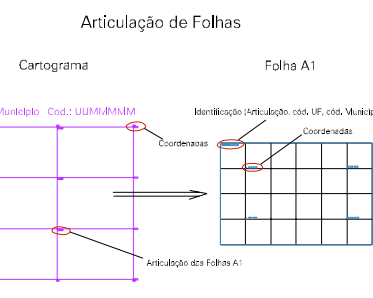 Articulação de Folhas
Cartograma
Folha A1
Município Cod.: UUMMMMM
Identificação (Articulação, cód. UF, cód. Municíp
Coordenadas
Coordenadas
Articulação das Folhas A1